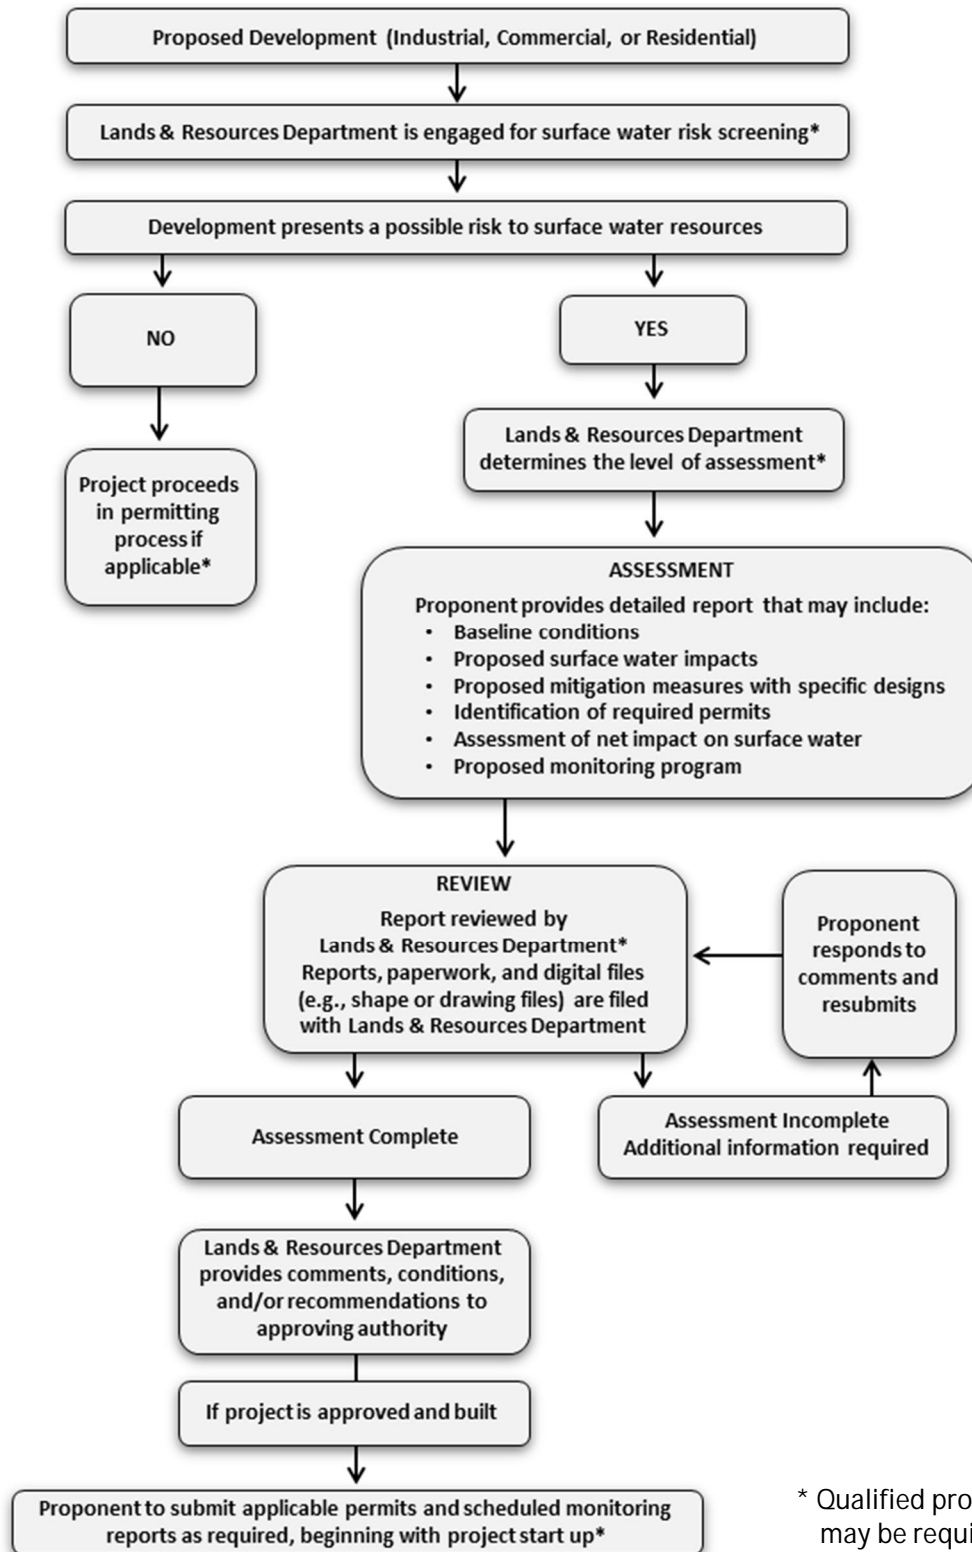 Proposed Development (Industrial, Commercial, or Residential)
Lands & Resources Department is engaged for surface water risk screening*
Development presents a possible risk to surface water resources
NO
YES
Project proceeds
in permitting
process if
applicable*
Lands & Resources Department
determines the level of assessment*
ASSESSMENT
Proponent provides detailed report that may include:
• Baseline conditions
• Proposed surface water impacts
• Proposed mitigation measures with specific designs
• Identification of required permits
• Assessment of net impact on surface water
• Proposed monitoring program
REVIEW
Report reviewed by
Lands & Resources Department*
Reports, paperwork, and digital files
(e.g., shape or drawing files) are filed
with Lands & Resources Department
Proponent
responds to
comments and
resubmits
Assessment Complete
Assessment Incomplete
Additional information required
Lands & Resources Department
provides comments, conditions,
and/or recommendations to
approving authority
If project is approved and built
Proponent to submit applicable permits and scheduled monitoring
reports as required, beginning with project start up*
* Qualified
may be